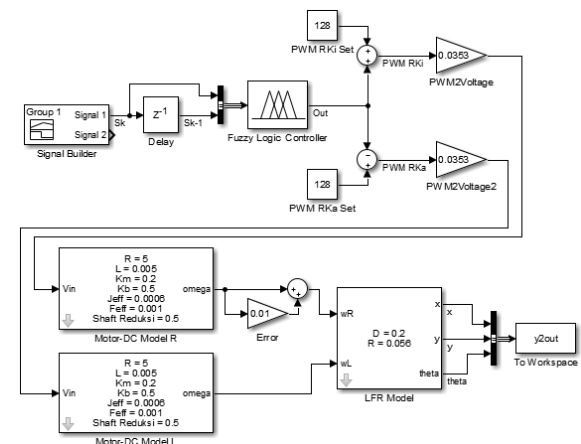 128
PWM RKi Set
+
+
PWM RKi
0.0353
PWM2Voltage
Group 1
Signal 1
Signal 2
Signal Builder
Sk
Z-1
Delay
Sk-1
Fuzzy Logic Controller
Out
−
+
PWM RKa
0.0353
PWM2Voltage2
128
PWM RKa Set
Vin
R = 5
L = 0.005
Km = 0.2
Kb = 0.5
Jeff = 0.0006
Feff = 0.001
Shaft Reduksi = 0.5
omega
Motor-DC Model R
0.01
Error
+
+
Vin
R = 5
L = 0.005
Km = 0.2
Kb = 0.5
Jeff = 0.0006
Feff = 0.001
Shaft Reduksi = 0.5
omega
Motor-DC Model L
wR
wL
D = 0.2
R = 0.056
x
y
theta
LFR Model
x
y
theta
y2out
To Workspace